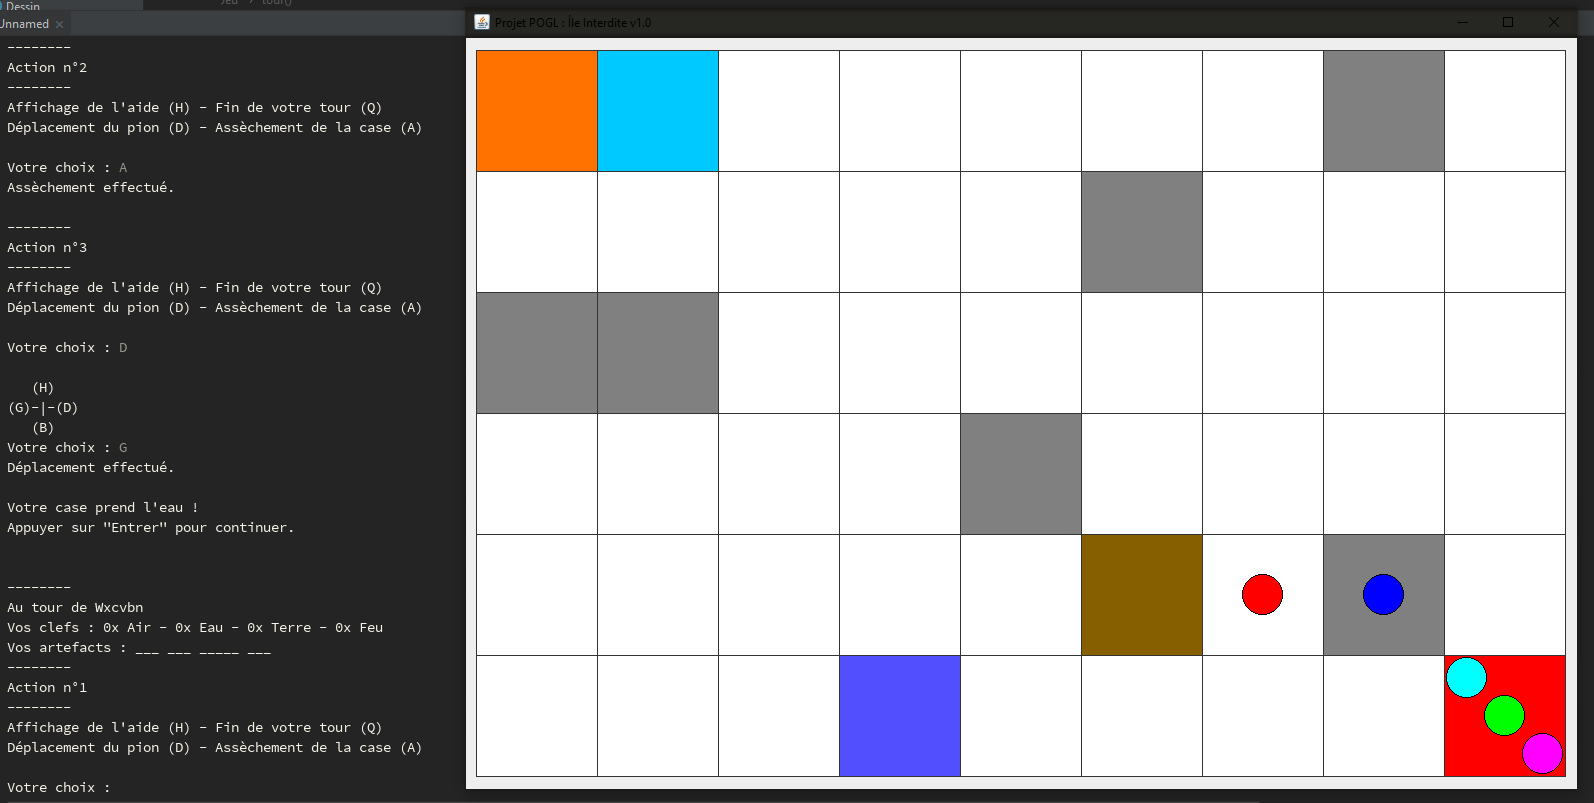 Dessin
Jeu > tour()
Unnamed ×
Projet POGL : Île Interdite v1.0
--------
Action n°2
--------
Affichage de l'aide (H) - Fin de votre tour (Q)
Déplacement du pion (D) - Assèchement de la case (A)
Votre choix : A
Assèchement effectué.
--------
Action n°3
--------
Affichage de l'aide (H) - Fin de votre tour (Q)
Déplacement du pion (D) - Assèchement de la case (A)
Votre choix : D
(H)
(G)-|-(D)
(B)
Votre choix : G
Déplacement effectué.
Votre case prend l'eau !
Appuyer sur "Entrer" pour continuer.
--------
Au tour de Wxcvbn
Vos clefs : 0x Air - 0x Eau - 0x Terre - 0x Feu
Vos artefacts : ___ ___ _____ ___
--------
Action n°1
--------
Affichage de l'aide (H) - Fin de votre tour (Q)
Déplacement du pion (D) - Assèchement de la case (A)
Votre choix :